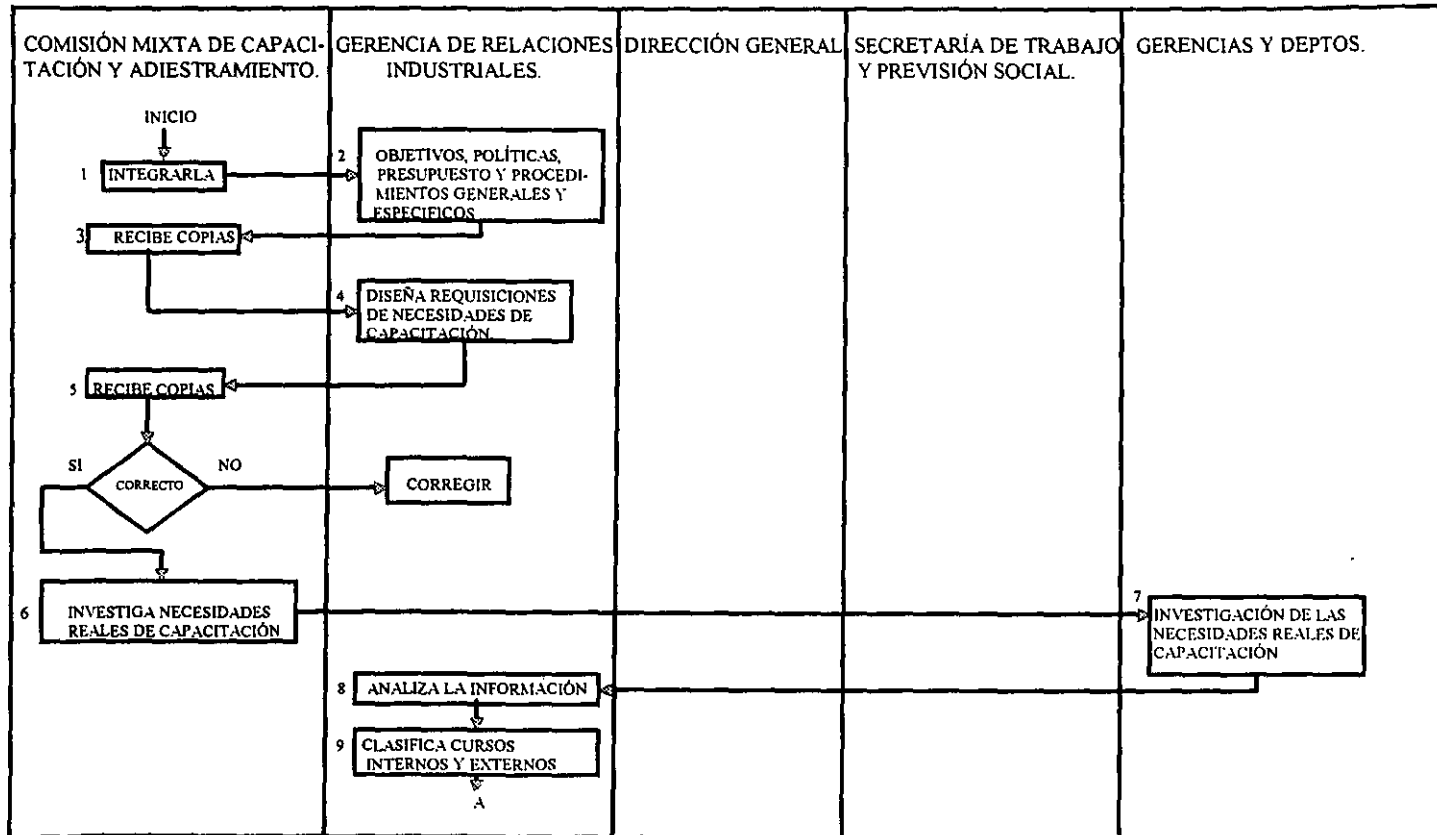 COMISIÓN MIXTA DE CAPACI-
TACIÓN Y ADIESTRAMIENTO.
GERENCIA DE RELACIONES
INDUSTRIALES.
DIRECCIÓN GENERAL
SECRETARÍA DE TRABAJO
Y PREVISIÓN SOCIAL.
GERENCIAS Y DEPTOS.
INICIO
1 INTEGRARLA
2 OBJETIVOS, POLÍTICAS,
PRESUPUESTO Y PROCEDI-
MIENTOS GENERALES Y
ESPECIFICOS
3 RECIBE COPIAS
4 DISEÑA REQUISICIONES
DE NECESIDADES DE
CAPACITACIÓN.
5 RECIBE COPIAS
SI
CORRECTO
NO
CORREGIR
6 INVESTIGA NECESIDADES
REALES DE CAPACITACIÓN
7
INVESTIGACIÓN DE LAS
NECESIDADES REALES DE
CAPACITACIÓN
8 ANALIZA LA INFORMACIÓN
9 CLASIFICA CURSOS
INTERNOS Y EXTERNOS
A